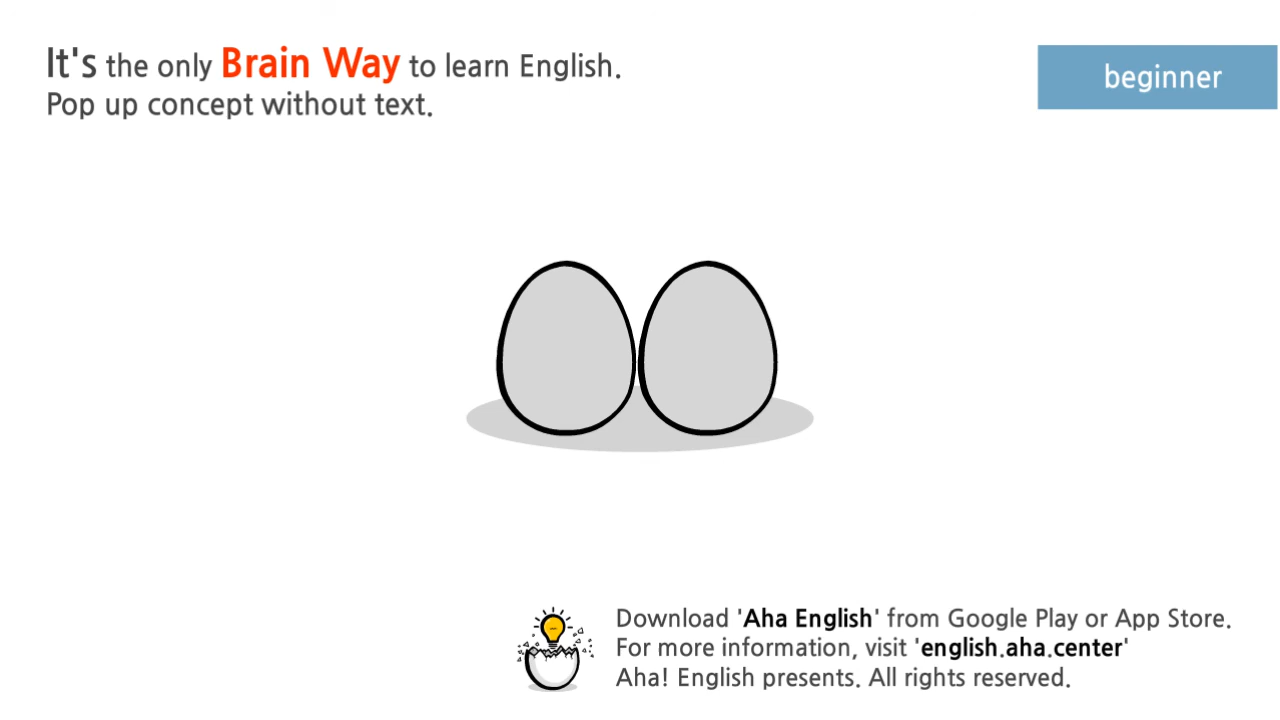 It's the only Brain Way to learn English.
Pop up concept without text.
beginner
Download 'Aha English' from Google Play or App Store.
For more information, visit 'english.aha.center'
Aha! English presents. All rights reserved.